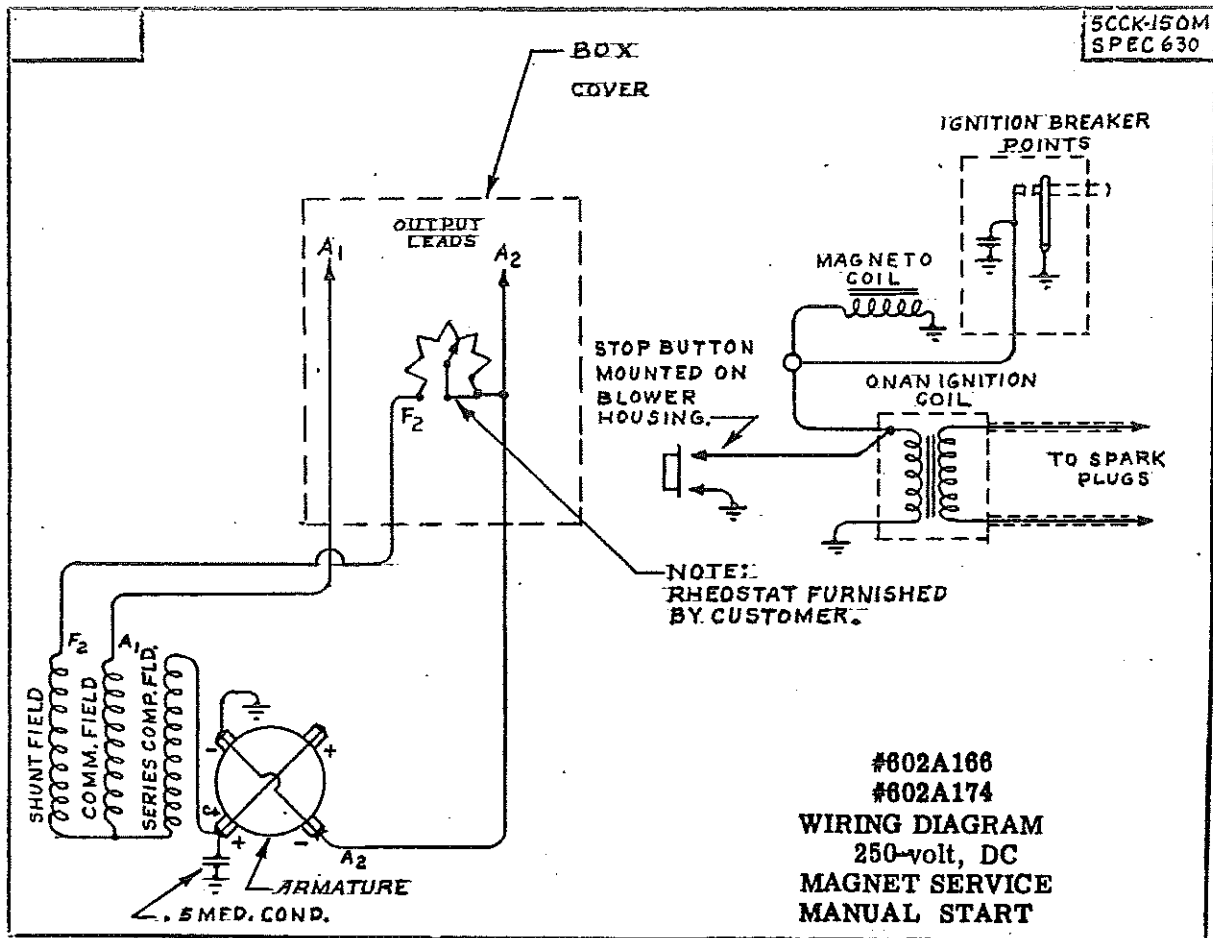 5CCK-150M
SPEC 630
BOX
COVER
IGNITION BREAKER
POINTS
OUTPUT
LEADS
A1
A2
MAGNETO
COIL
STOP BUTTON
MOUNTED ON
BLOWER
HOUSING.
ONAN IGNITION
COIL
F2
TO SPARK
PLUGS
NOTE:
RHEOSTAT FURNISHED
BY CUSTOMER.
F2
A1
SHUNT FIELD
COMM. FIELD
SERIES COMP. FLD.
-
+
+
-
A2
ARMATURE
.5 MED. COND.
#602A166
#602A174
WIRING DIAGRAM
250-volt, DC
MAGNET SERVICE
MANUAL START